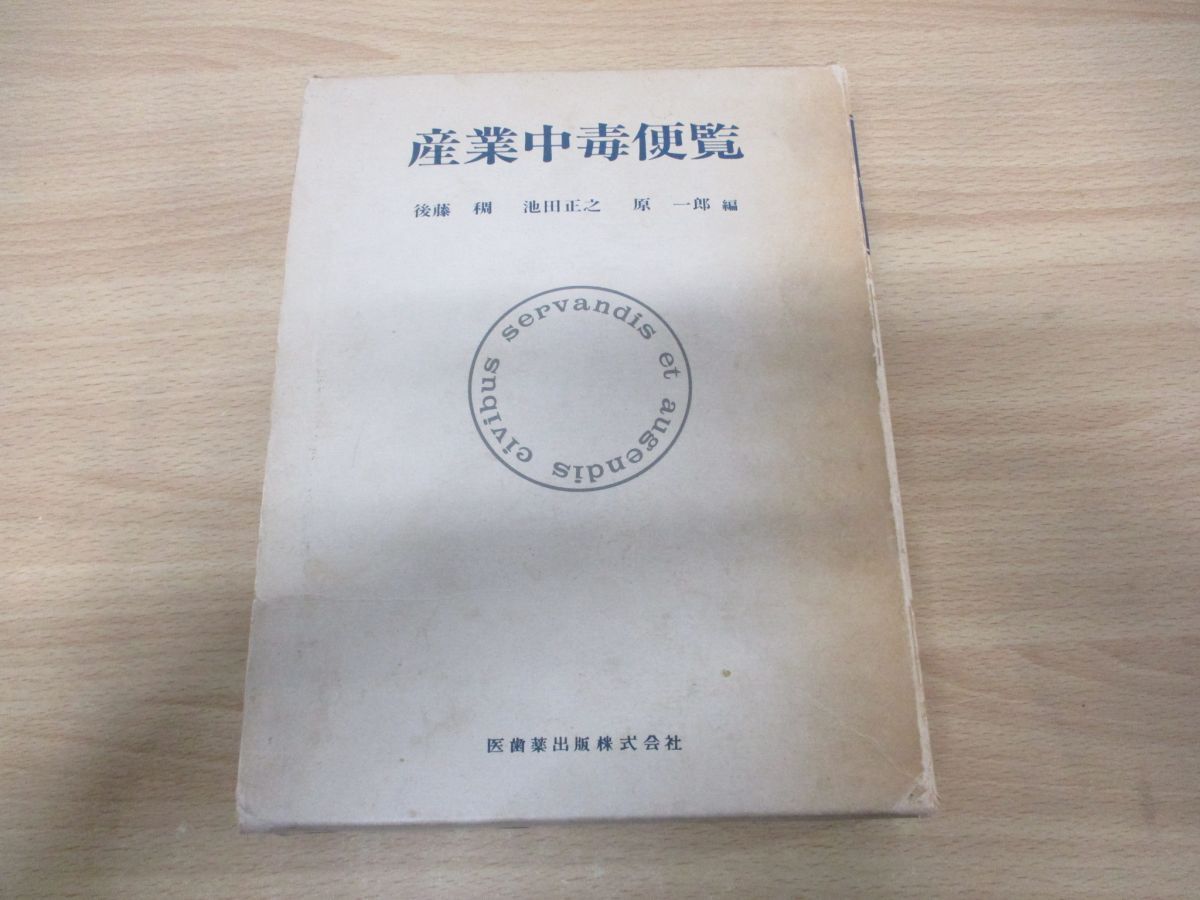 産業中毒便覧
後藤 稠 池田正之 原 一郎 編
civibus servandis et augendis
医歯薬出版株式会社